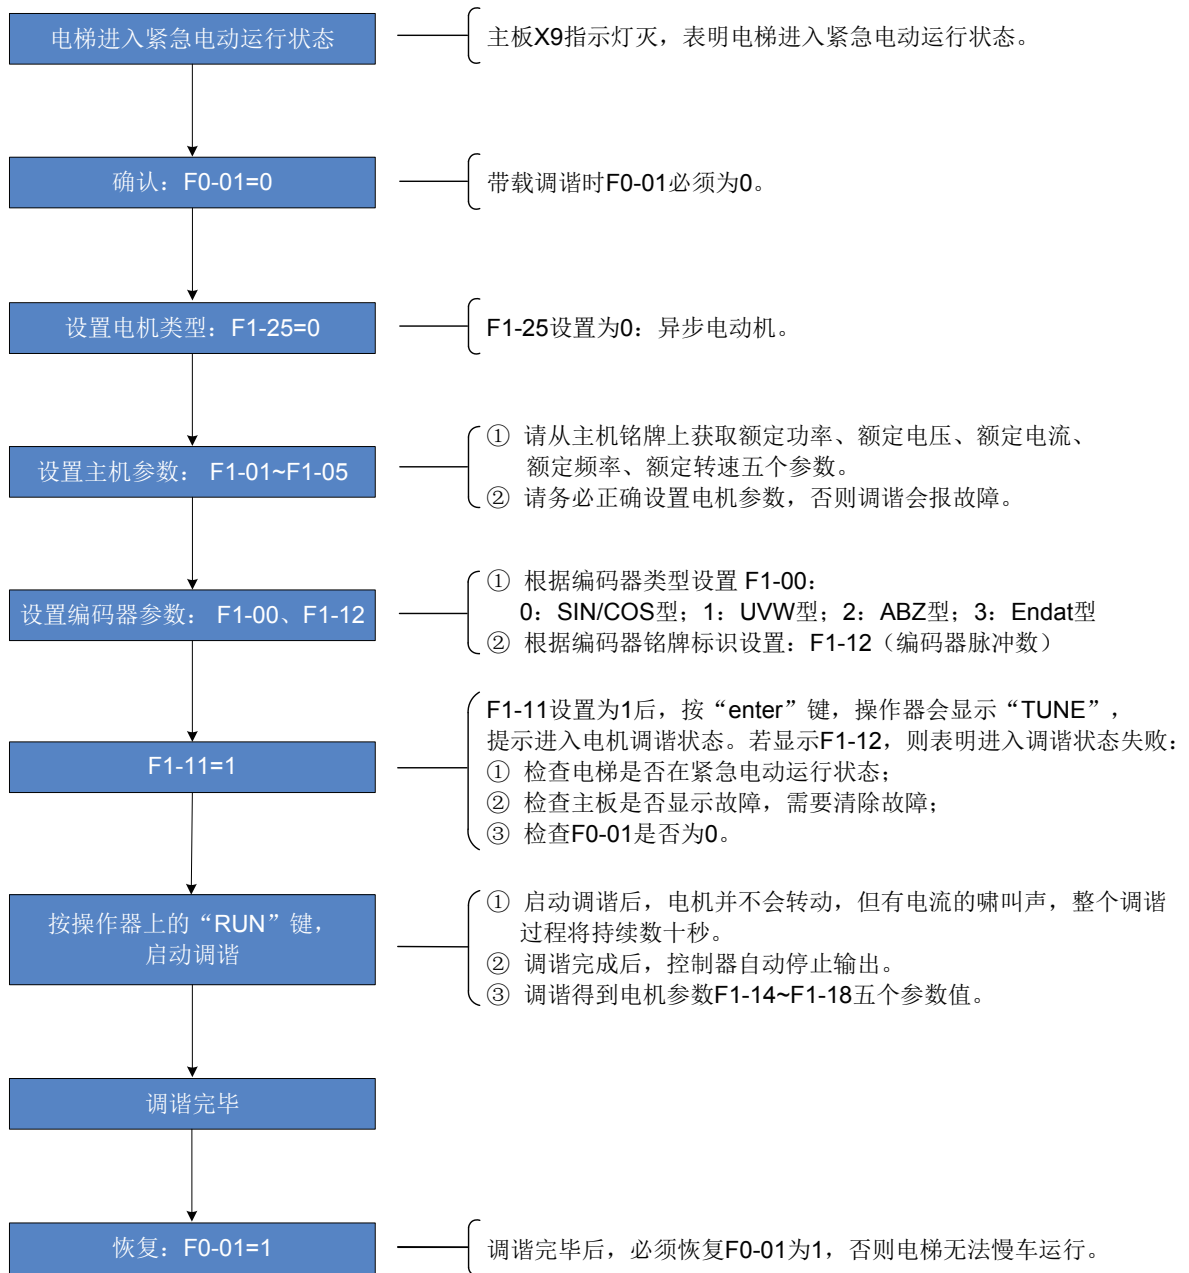 电梯进入紧急电动运行状态
主板X9指示灯灭，表明电梯进入紧急电动运行状态。
确认：F0-01=0
带载调谐时F0-01必须为0。
设置电机类型：F1-25=0
F1-25设置为0：异步电动机。
设置主机参数： F1-01~F1-05
① 请从主机铭牌上获取额定功率、额定电压、额定电流、
额定频率、额定转速五个参数。
② 请务必正确设置电机参数，否则调谐会报故障。
设置编码器参数： F1-00、F1-12
① 根据编码器类型设置 F1-00：
0：SIN/COS型；1：UVW型；2：ABZ型；3：Endat型
② 根据编码器铭牌标识设置：F1-12（编码器脉冲数）
F1-11=1
F1-11设置为1后，按“enter”键，操作器会显示“TUNE”，
提示进入电机调谐状态。若显示F1-12，则表明进入调谐状态失败：
① 检查电梯是否在紧急电动运行状态；
② 检查主板是否显示故障，需要清除故障；
③ 检查F0-01是否为0。
按操作器上的“RUN”键，
启动调谐
① 启动调谐后，电机并不会转动，但有电流的啸叫声，整个调谐
过程将持续数十秒。
② 调谐完成后，控制器自动停止输出。
③ 调谐得到电机参数F1-14~F1-18五个参数值。
调谐完毕
恢复：F0-01=1
调谐完毕后，必须恢复F0-01为1，否则电梯无法慢车运行。